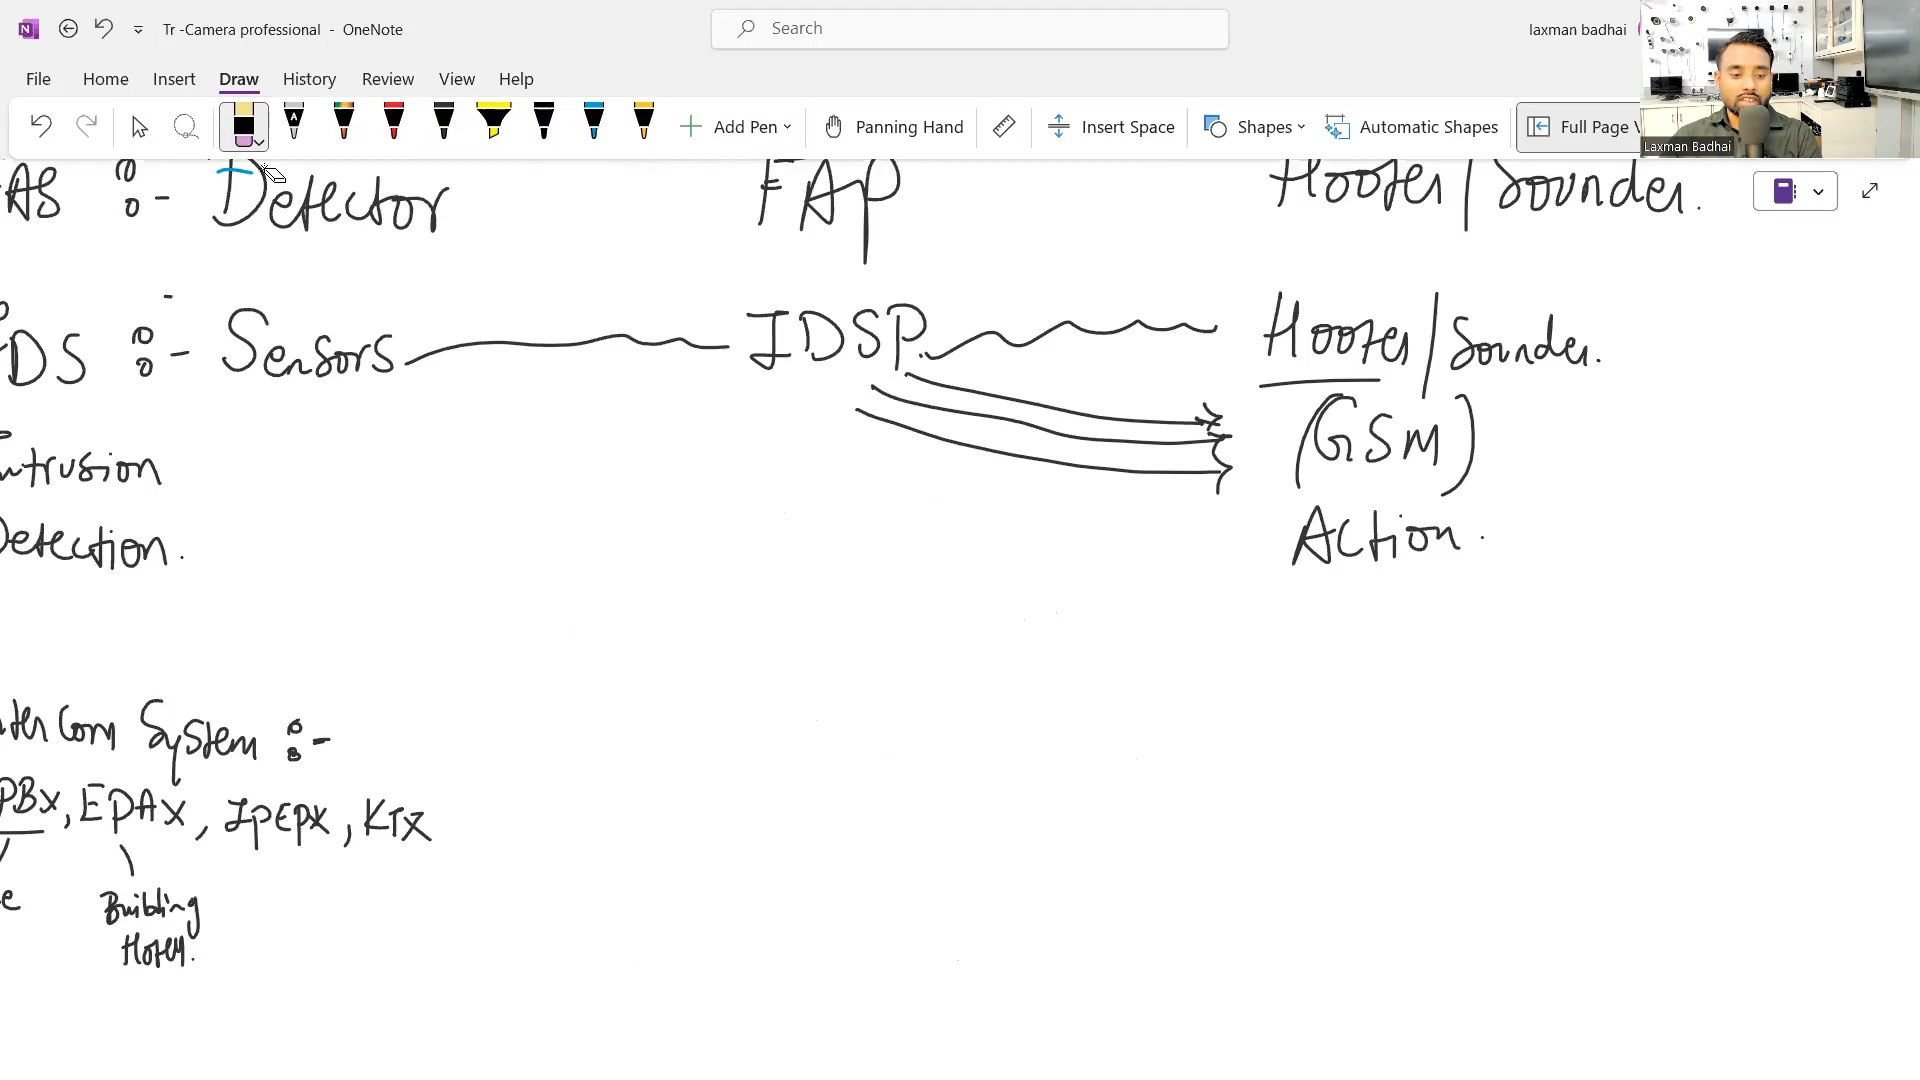 Tr -Camera professional - OneNote
Search
laxman badhai
File Home Insert Draw History Review View Help
Add Pen Panning Hand Insert Space Shapes Automatic Shapes Full Page V
Laxman Badhai
AS :- Detector FAP Hooter/Sounder.
DS :- Sensors IDSP. Hooter/Sounder.
ntrusion (GSM)
Detection. Action.
nter Com System :-
PBX, EPAX, IPEPX, KTX
e Building
Hotel.